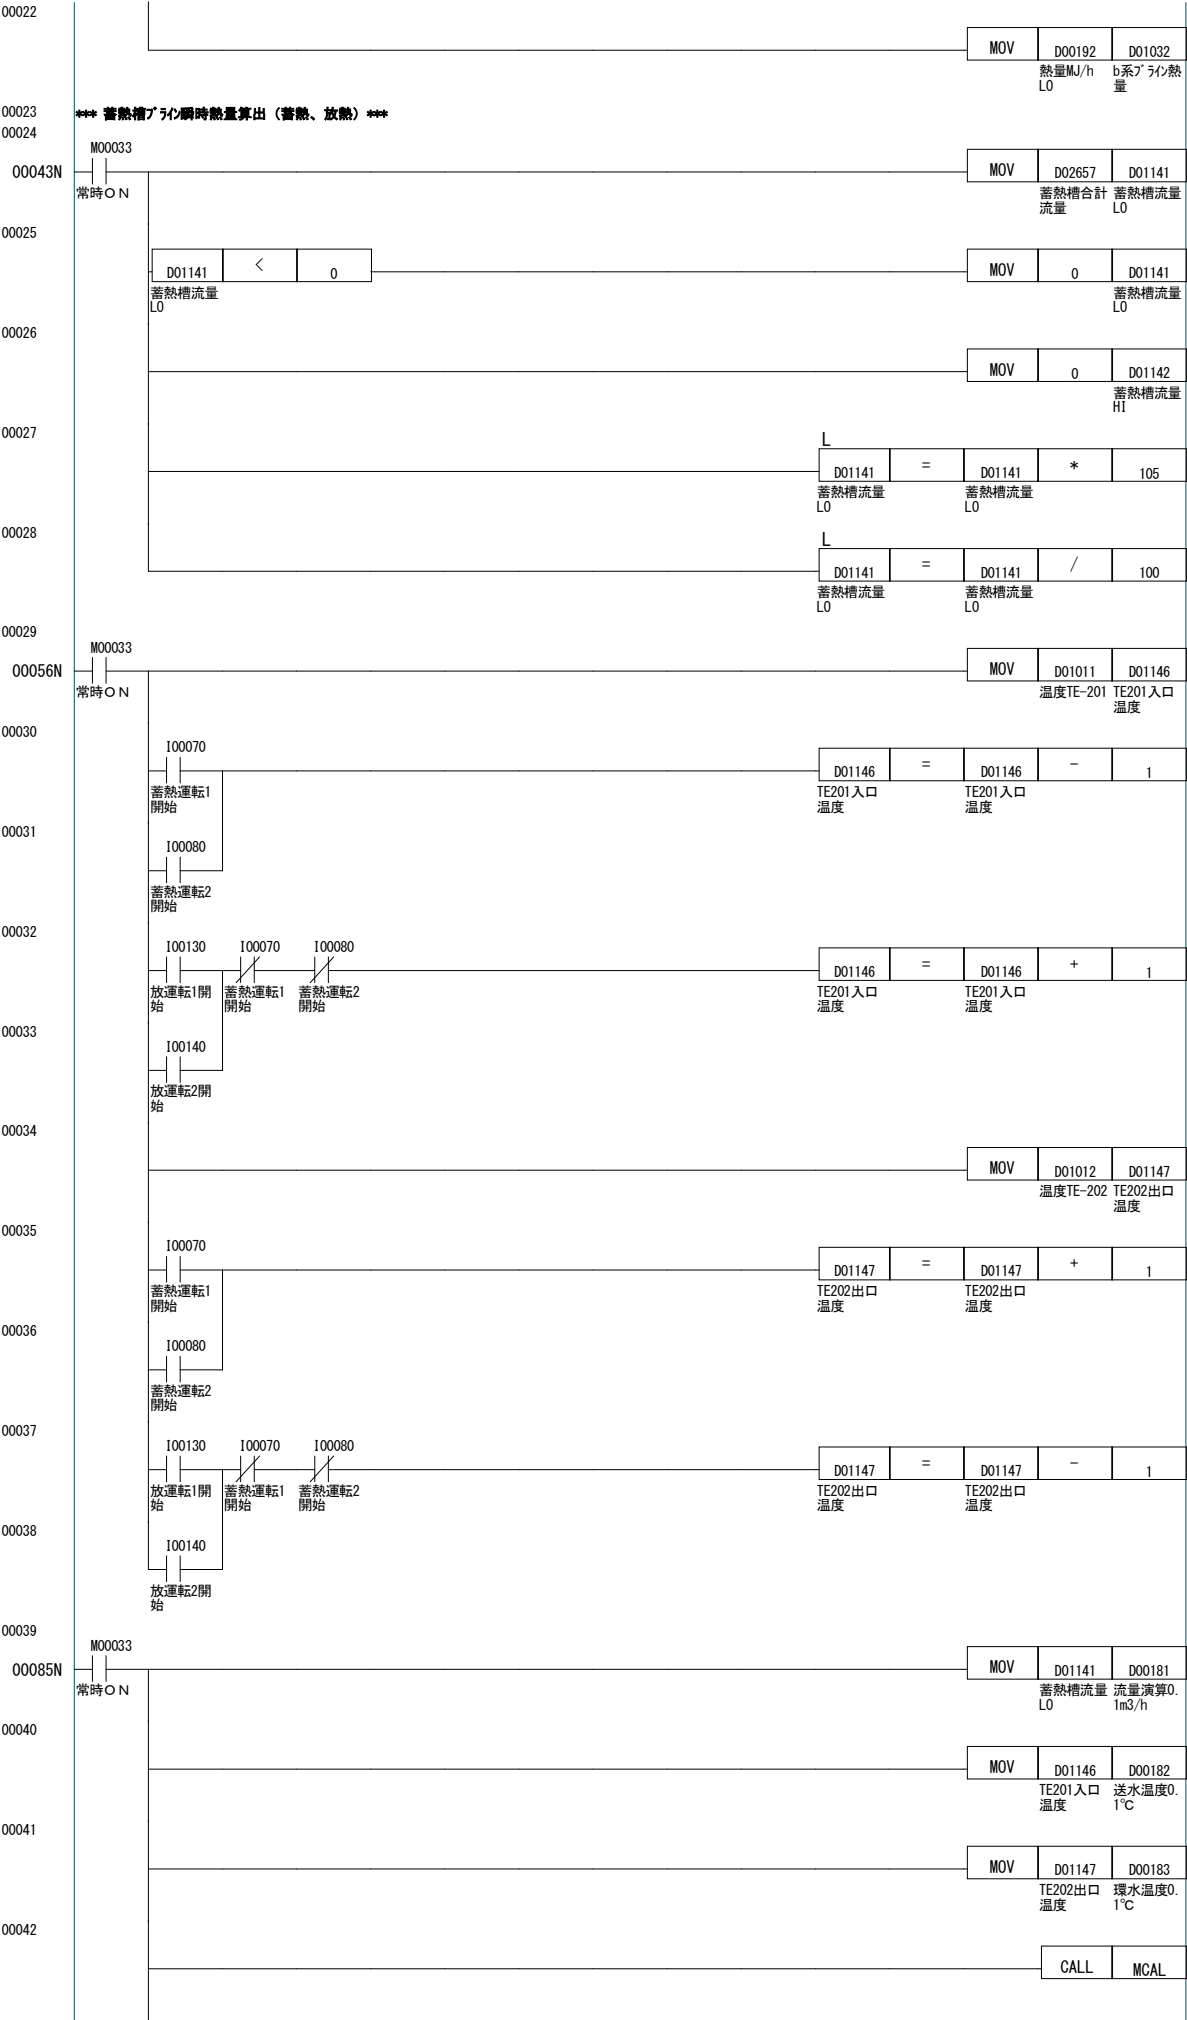 00022
MOV D00192 D01032
熱量MJ/h b系ﾌﾞﾗｲﾝ熱
LO 量
00023 *** 蓄熱槽ﾌﾞﾗｲﾝ瞬時熱量算出（蓄熱、放熱）***
00024
M00033
00043N MOV D02657 D01141
常時ＯＮ 蓄熱槽合計 蓄熱槽流量
流量 LO
00025
D01141 < 0 MOV 0 D01141
蓄熱槽流量 蓄熱槽流量
LO LO
00026
MOV 0 D01142
蓄熱槽流量
HI
00027
L
D01141 = D01141 * 105
蓄熱槽流量 蓄熱槽流量
LO LO
00028
L
D01141 = D01141 / 100
蓄熱槽流量 蓄熱槽流量
LO LO
00029
M00033
00056N MOV D01011 D01146
常時ＯＮ 温度TE-201 TE201入口
温度
00030
I00070
D01146 = D01146 - 1
蓄熱運転1 TE201入口 TE201入口
開始 温度 温度
00031
I00080
蓄熱運転2
開始
00032
I00130 I00070 I00080
D01146 = D01146 + 1
放運転1開 蓄熱運転1 蓄熱運転2 TE201入口 TE201入口
始 開始 開始 温度 温度
00033
I00140
放運転2開
始
00034
MOV D01012 D01147
温度TE-202 TE202出口
温度
00035
I00070
D01147 = D01147 + 1
蓄熱運転1 TE202出口 TE202出口
開始 温度 温度
00036
I00080
蓄熱運転2
開始
00037
I00130 I00070 I00080
D01147 = D01147 - 1
放運転1開 蓄熱運転1 蓄熱運転2 TE202出口 TE202出口
始 開始 開始 温度 温度
00038
I00140
放運転2開
始
00039
M00033
00085N MOV D01141 D00181
常時ＯＮ 蓄熱槽流量 流量演算0.
LO 1m3/h
00040
MOV D01146 D00182
TE201入口 送水温度0.
温度 1℃
00041
MOV D01147 D00183
TE202出口 環水温度0.
温度 1℃
00042
CALL MCAL